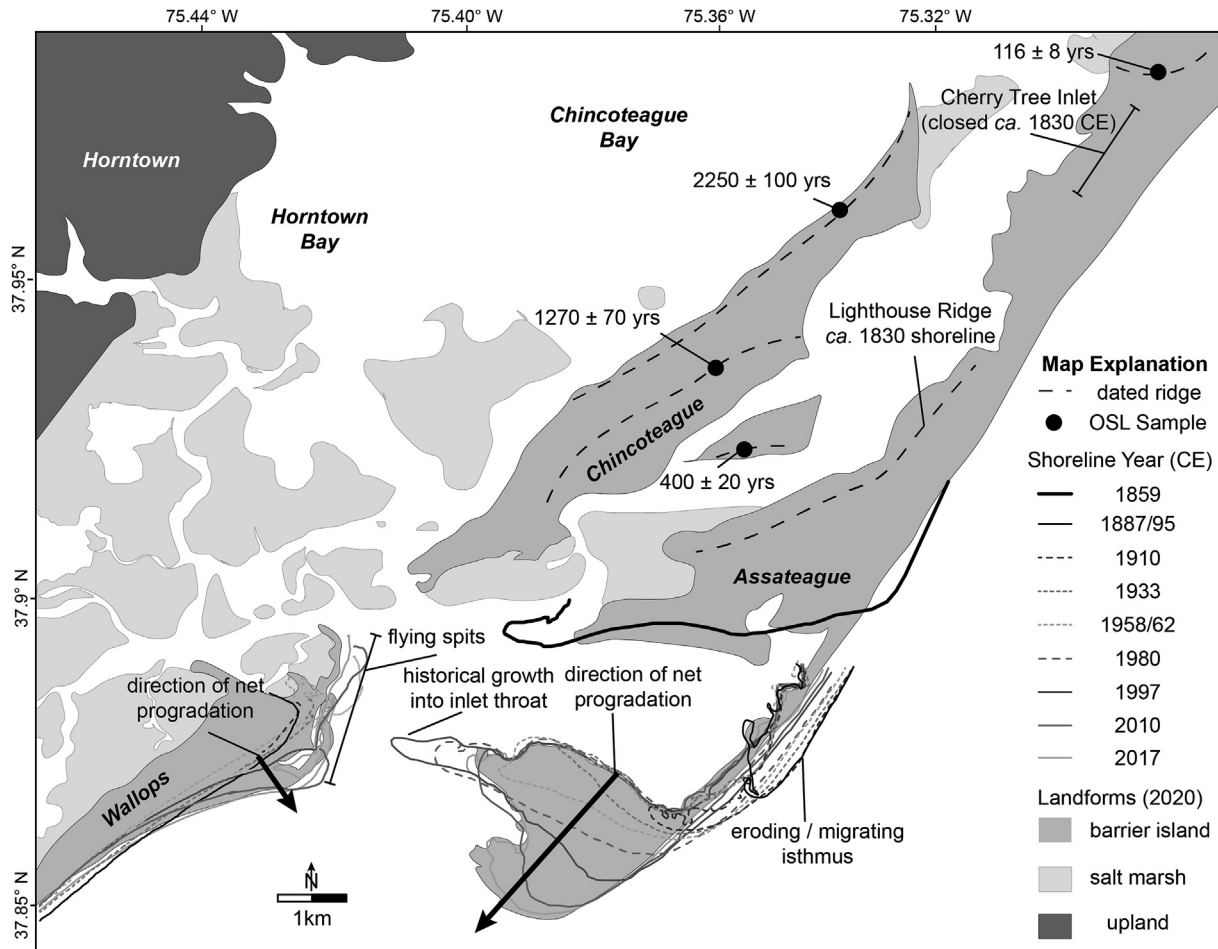 75.44° W
75.40° W
75.36° W
75.32° W
116 ± 8 yrs
Cherry Tree Inlet
(closed ca. 1830 CE)
Chincoteague
Bay
Horntown
2250 ± 100 yrs
Horntown
Bay
37.95° N
1270 ± 70 yrs
Lighthouse Ridge
ca. 1830 shoreline
Chincoteague
400 ± 20 yrs
Assateague
37.9° N
flying spits
direction of net
progradation
historical growth
into inlet throat
direction of net
progradation
Wallops
eroding / migrating
isthmus
N
1km
37.85° N
Map Explanation
dated ridge
OSL Sample
Shoreline Year (CE)
1859
1887/95
1910
1933
1958/62
1980
1997
2010
2017
Landforms (2020)
barrier island
salt marsh
upland